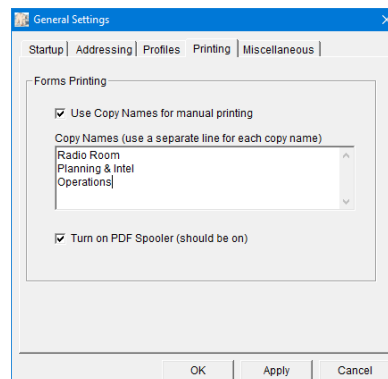 General Settings
Startup Addressing Profiles Printing Miscellaneous
Forms Printing
Use Copy Names for manual printing
Copy Names (use a separate line for each copy name)
Radio Room
Planning & Intel
Operations
Turn on PDF Spooler (should be on)
OK Apply Cancel